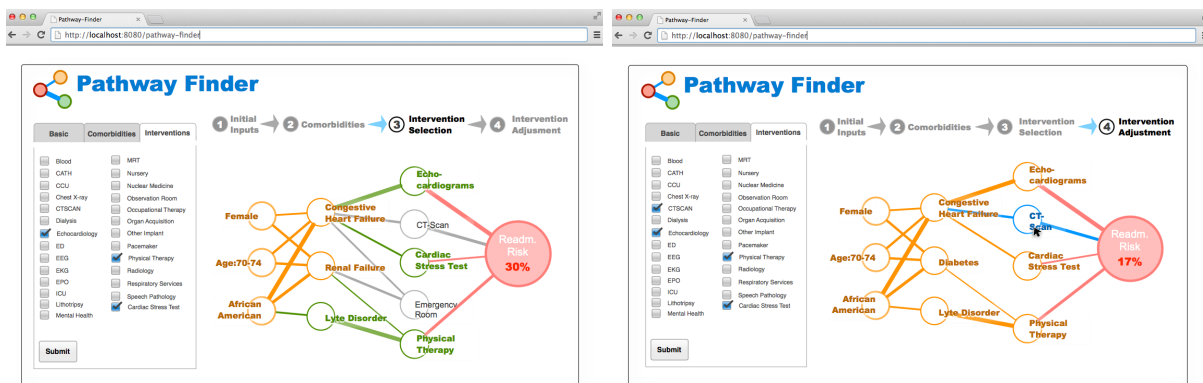 Pathway-Finder
http://localhost:8080/pathway-finder
Pathway Finder
1 Initial Inputs
2 Comorbidities
3 Intervention Selection
4 Intervention Adjusment
Basic
Comorbidities
Interventions
Blood
CATH
CCU
Chest X-ray
CTSCAN
Dialysis
Echocardiology
ED
EEG
EKG
EPO
ICU
Lithotripsy
Mental Health
MRT
Nursery
Nuclear Medicine
Observation Room
Occupational Therapy
Organ Acquisition
Other Implant
Pacemaker
Physical Therapy
Radiology
Respiratory Services
Speech Pathology
Cardiac Stress Test
Submit
Female
Age:70-74
African
American
Congestive
Heart Failure
Renal Failure
Lyte Disorder
Echo-
cardiograms
CT-Scan
Cardiac
Stress Test
Emergency
Room
Physical
Therapy
Readm.
Risk
30%
Pathway-Finder
http://localhost:8080/pathway-finder
Pathway Finder
1 Initial Inputs
2 Comorbidities
3 Intervention Selection
4 Intervention Adjustment
Basic
Comorbidities
Interventions
Blood
CATH
CCU
Chest X-ray
CTSCAN
Dialysis
Echocardiology
ED
EEG
EKG
EPO
ICU
Lithotripsy
Mental Health
MRT
Nursery
Nuclear Medicine
Observation Room
Occupational Therapy
Organ Acquisition
Other Implant
Pacemaker
Physical Therapy
Radiology
Respiratory Services
Speech Pathology
Cardiac Stress Test
Submit
Female
Age:70-74
African
American
Congestive
Heart Failure
Diabetes
Lyte Disorder
Echo-
cardiograms
CT-
Scan
Cardiac
Stress Test
Physical
Therapy
Readm.
Risk
17%